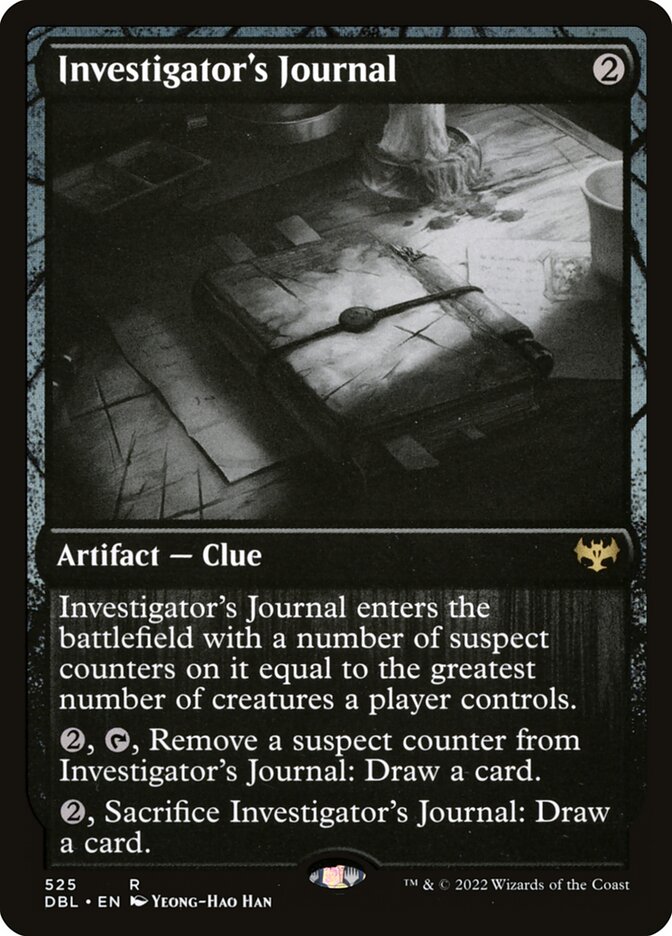 Investigator's Journal 2
Artifact — Clue
Investigator's Journal enters the
battlefield with a number of suspect
counters on it equal to the greatest
number of creatures a player controls.
2, , Remove a suspect counter from
Investigator's Journal: Draw a card.
2, Sacrifice Investigator's Journal: Draw
a card.
525 R
™ & © 2022 Wizards of the Coast
DBL • EN Yeong-Hao Han